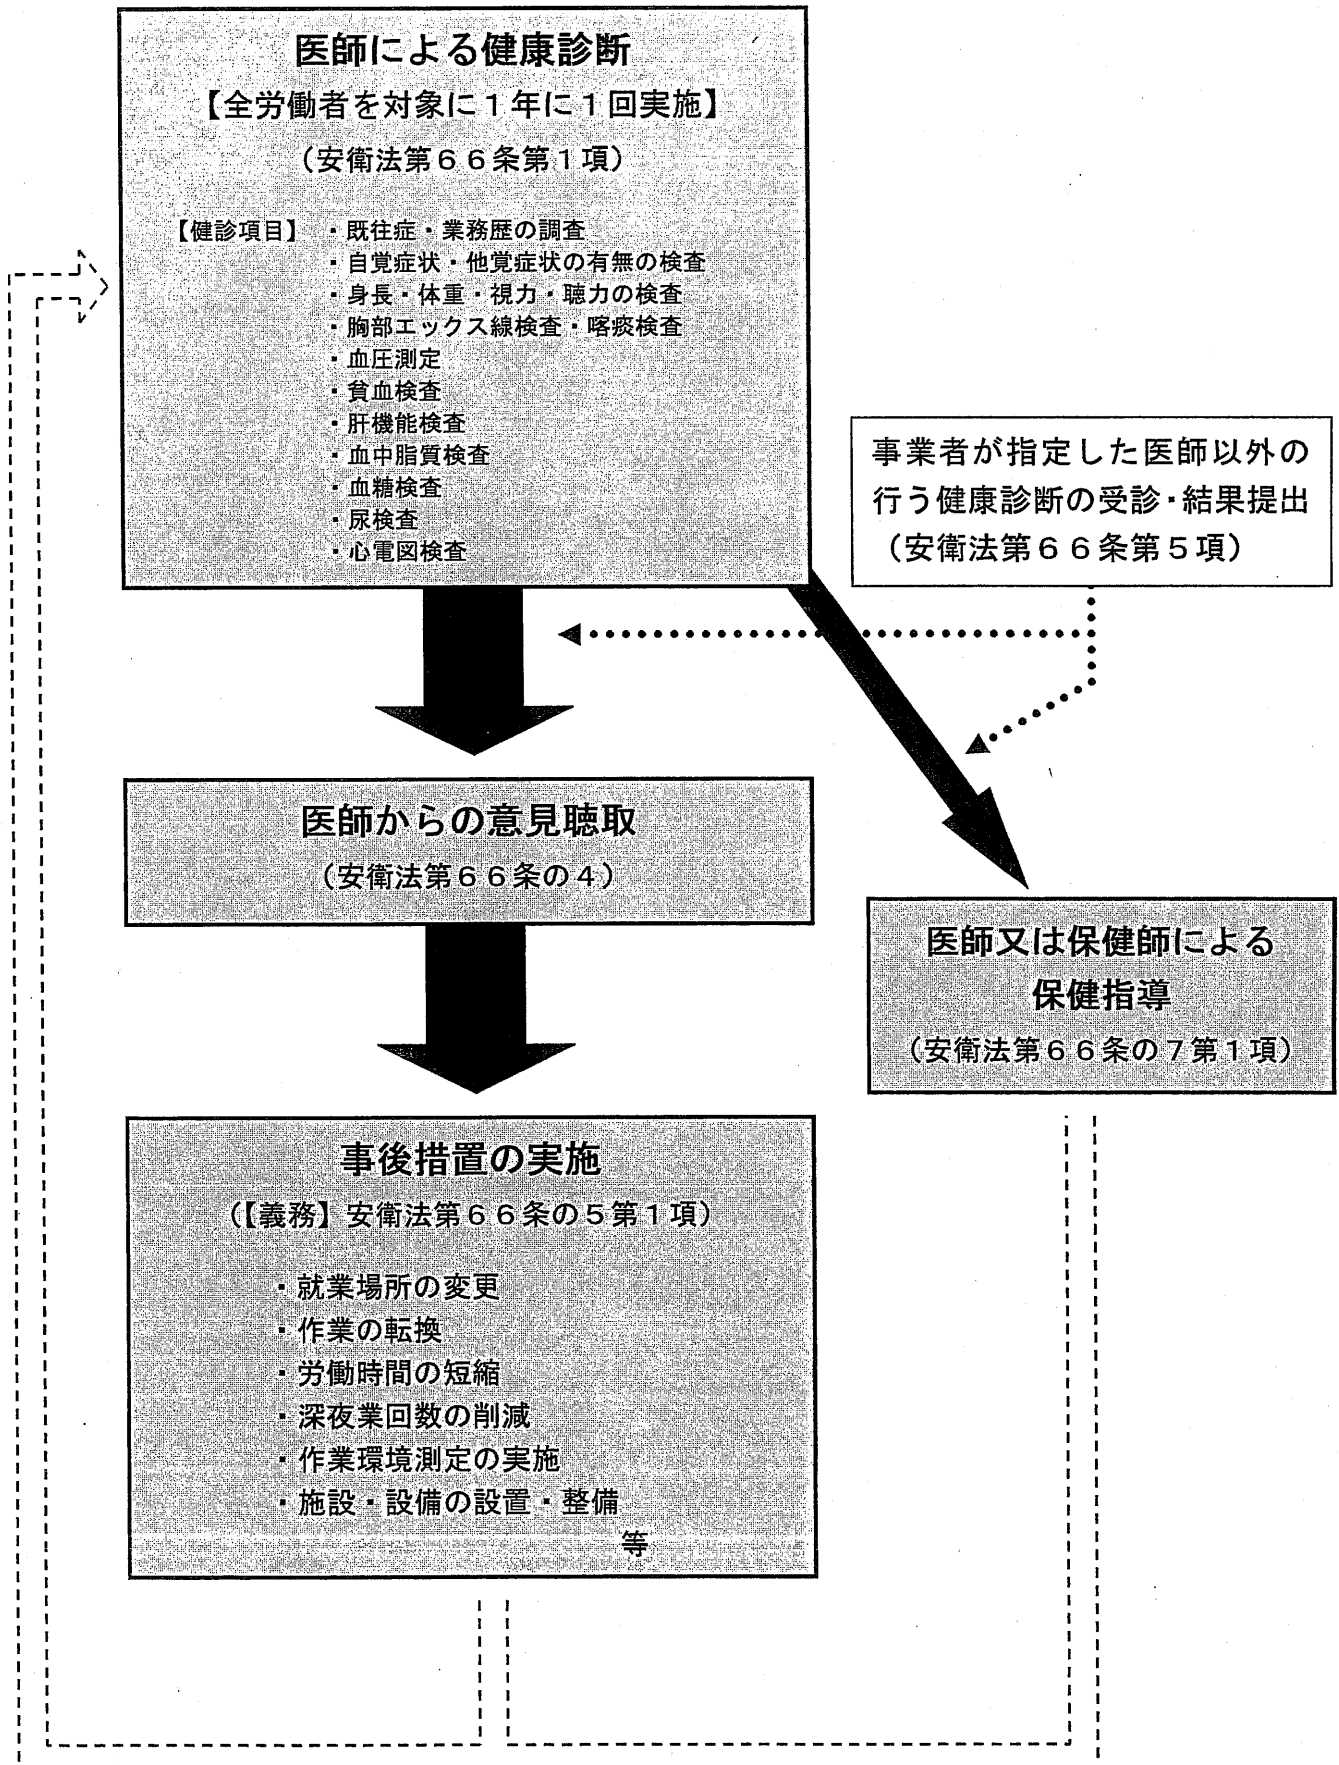 医師による健康診断
【全労働者を対象に１年に１回実施】
（安衛法第６６条第１項）
【健診項目】 ・既往症・業務歴の調査
・自覚症状・他覚症状の有無の検査
・身長・体重・視力・聴力の検査
・胸部エックス線検査・喀痰検査
・血圧測定
・貧血検査
・肝機能検査
・血中脂質検査
・血糖検査
・尿検査
・心電図検査
事業者が指定した医師以外の
行う健康診断の受診・結果提出
（安衛法第６６条第５項）
医師からの意見聴取
（安衛法第６６条の４）
医師又は保健師による
保健指導
（安衛法第６６条の７第１項）
事後措置の実施
（【義務】安衛法第６６条の５第１項）
・就業場所の変更
・作業の転換
・労働時間の短縮
・深夜業回数の削減
・作業環境測定の実施
・施設・設備の設置・整備
等